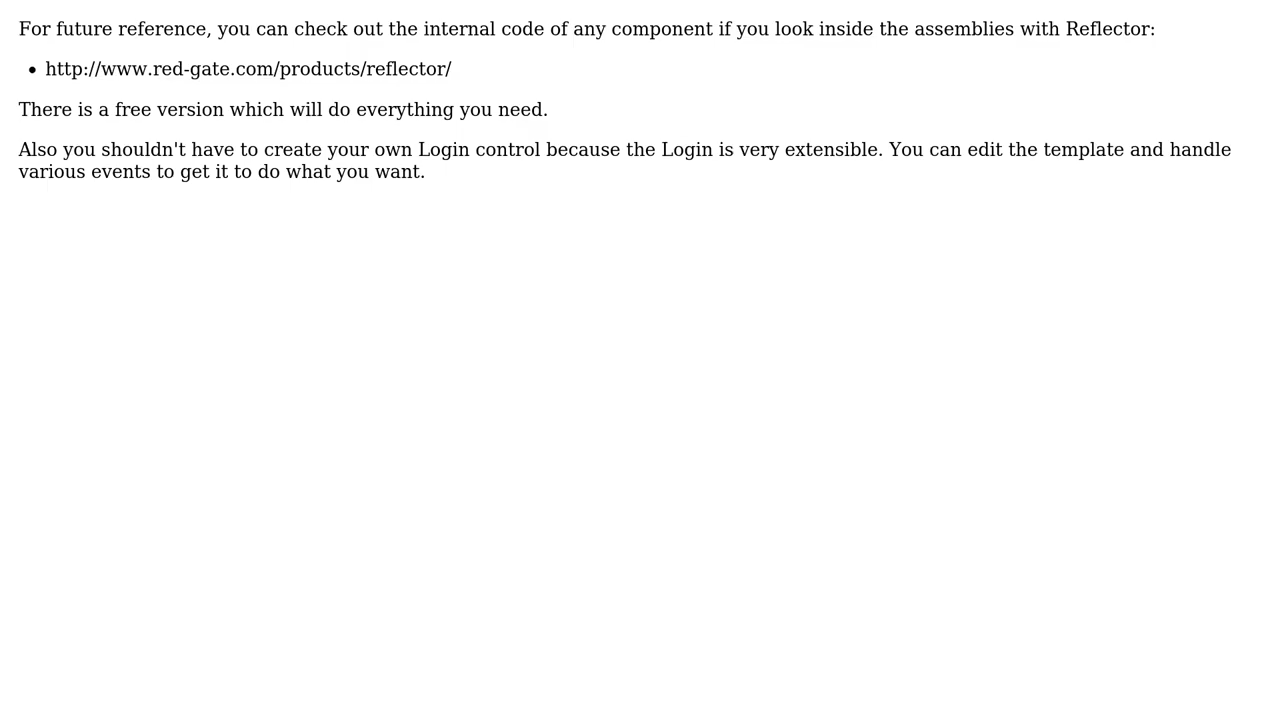 For future reference, you can check out the internal code of any component if you look inside the assemblies with Reflector:
• http://www.red-gate.com/products/reflector/
There is a free version which will do everything you need.
Also you shouldn't have to create your own Login control because the Login is very extensible. You can edit the template and handle
various events to get it to do what you want.